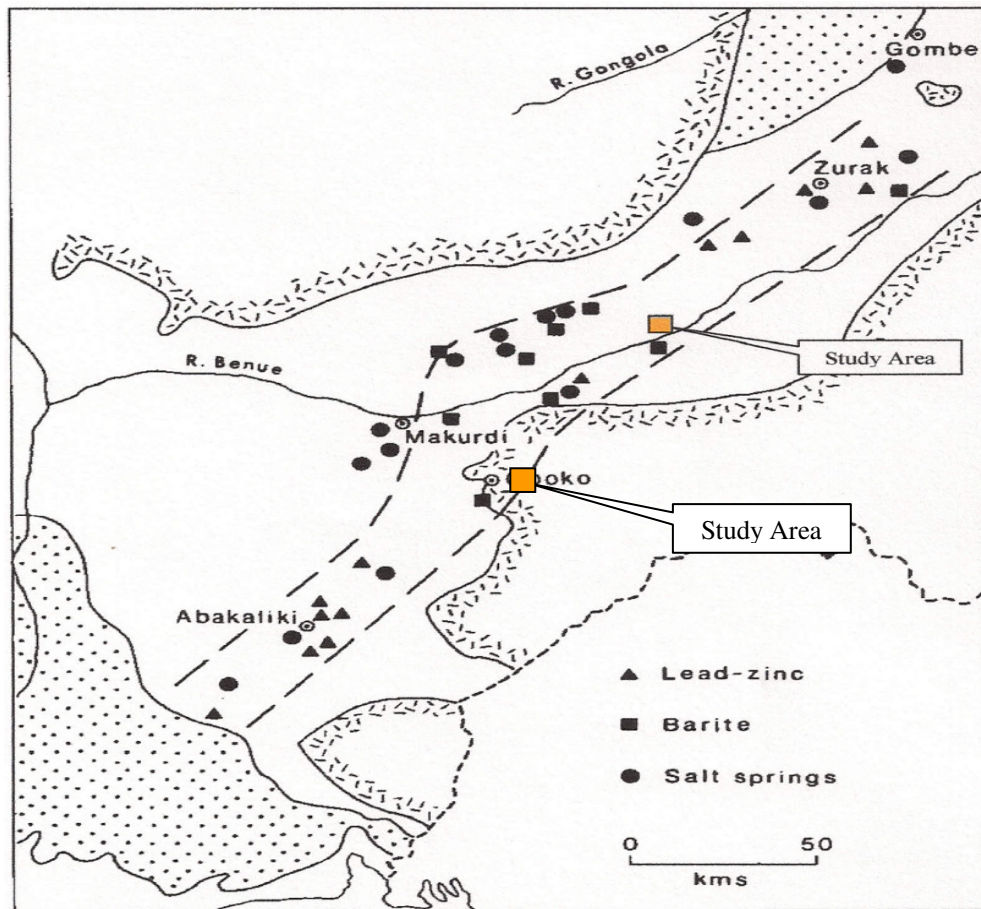 R. Gongola
Gombe
Zurak
Study Area
R. Benue
Makurdi
oko
Study Area
Abakaliki
Lead-zinc
Barite
Salt springs
0 50
kms